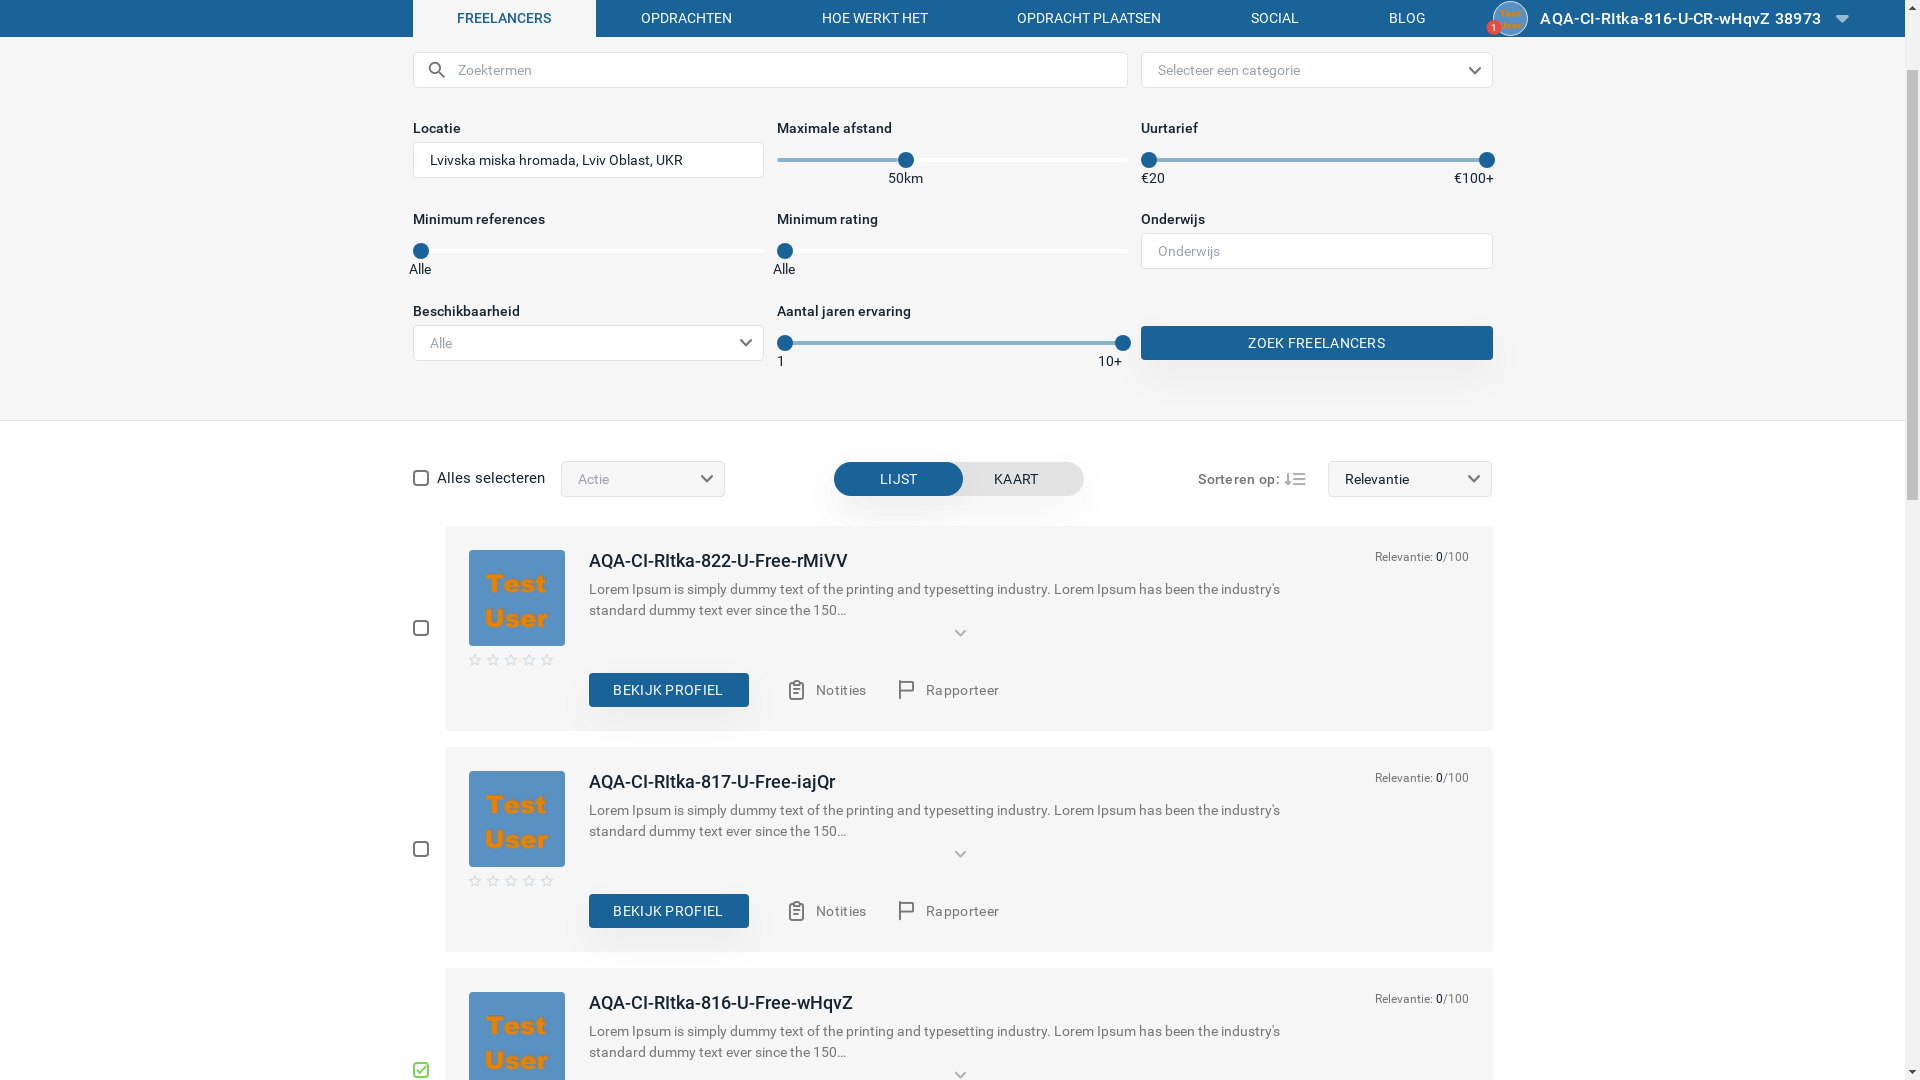 FREELANCERS OPDRACHTEN HOE WERKT HET OPDRACHT PLAATSEN SOCIAL BLOG 1 AQA-CI-RItka-816-U-CR-wHqvZ 38973
Zoektermen Selecteer een categorie
Locatie Maximale afstand Uurtarief
Lvivska miska hromada, Lviv Oblast, UKR
50km €20 €100+
Minimum references Minimum rating Onderwijs
Onderwijs
Alle Alle
Beschikbaarheid Aantal jaren ervaring
Alle ZOEK FREELANCERS
1 10+
Alles selecteren Actie LIJST KAART Sorteren op: Relevantie
AQA-CI-RItka-822-U-Free-rMiVV Relevantie: 0/100
Test
User
Lorem Ipsum is simply dummy text of the printing and typesetting industry. Lorem Ipsum has been the industry's
standard dummy text ever since the 150...
BEKIJK PROFIEL Notities Rapporteer
AQA-CI-RItka-817-U-Free-iajQr Relevantie: 0/100
Test
User
Lorem Ipsum is simply dummy text of the printing and typesetting industry. Lorem Ipsum has been the industry's
standard dummy text ever since the 150...
BEKIJK PROFIEL Notities Rapporteer
AQA-CI-RItka-816-U-Free-wHqvZ Relevantie: 0/100
Test
User
Lorem Ipsum is simply dummy text of the printing and typesetting industry. Lorem Ipsum has been the industry's
standard dummy text ever since the 150...